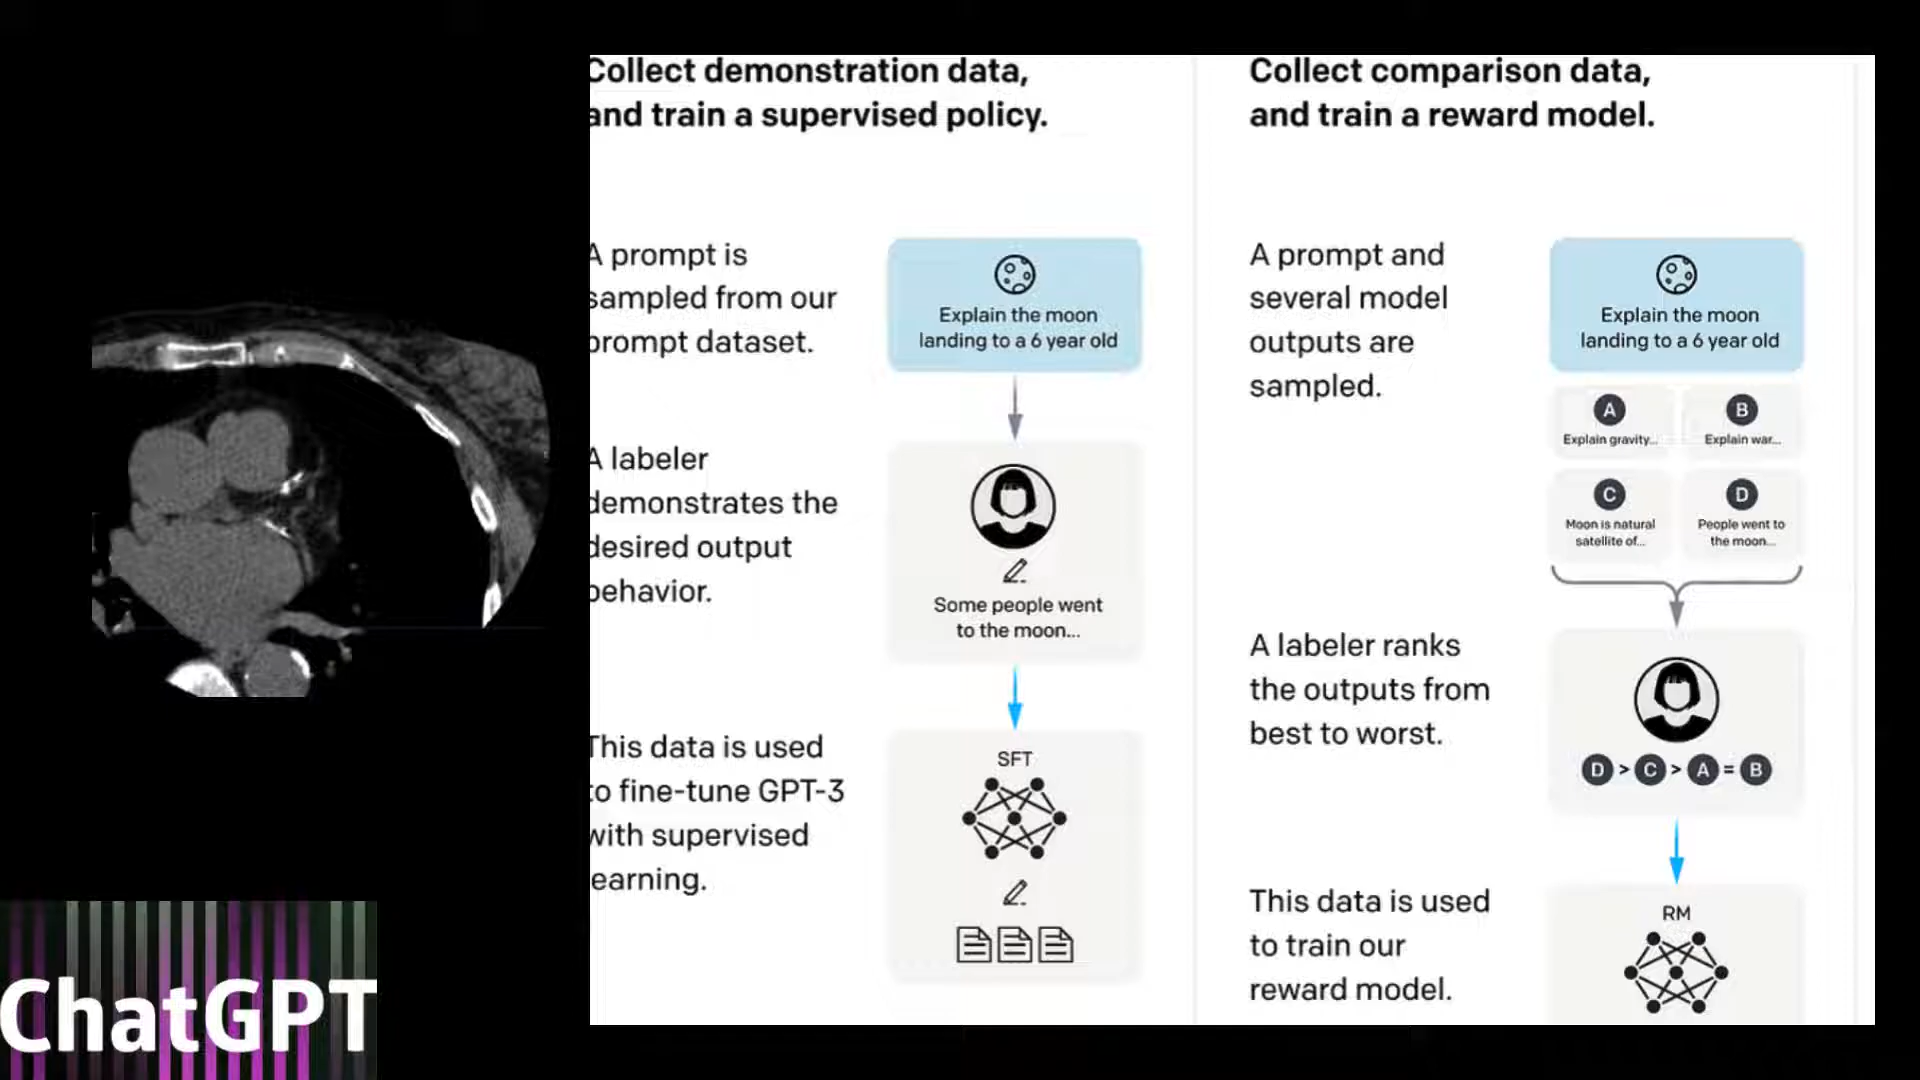 Collect demonstration data,
and train a supervised policy.
A prompt is
sampled from our
prompt dataset.
Explain the moon
landing to a 6 year old
A labeler
demonstrates the
desired output
behavior.
Some people went
to the moon...
This data is used
to fine-tune GPT-3
with supervised
learning.
SFT
Collect comparison data,
and train a reward model.
A prompt and
several model
outputs are
sampled.
Explain the moon
landing to a 6 year old
A
Explain gravity...
B
Explain war...
C
Moon is natural
satellite of...
D
People went to
the moon...
A labeler ranks
the outputs from
best to worst.
D > C > A = B
This data is used
to train our
reward model.
RM
ChatGPT